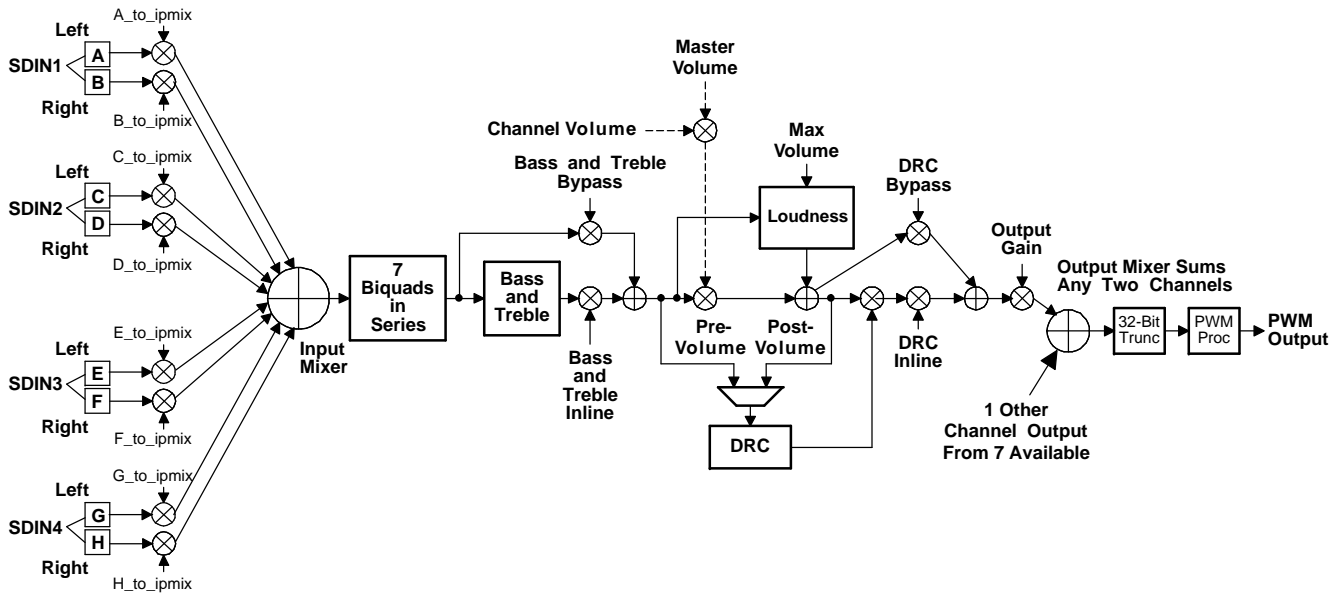 A_to_ipmix
Left
A
SDIN1
B
Right
B_to_ipmix
C_to_ipmix
Left
C
SDIN2
D
Right
D_to_ipmix
E_to_ipmix
Left
E
SDIN3
F
Right
F_to_ipmix
G_to_ipmix
Left
G
SDIN4
H
Right
H_to_ipmix
Input
Mixer
7
Biquads
in
Series
Bass and Treble
Bypass
Bass
and
Treble
Bass
and
Treble
Inline
Master
Volume
Channel Volume
Max
Volume
Loudness
Pre-
Volume
Post-
Volume
DRC
DRC
Bypass
DRC
Inline
Output
Gain
Output Mixer Sums
Any Two Channels
1 Other
Channel Output
From 7 Available
32-Bit
Trunc
PWM
Proc
PWM
Output